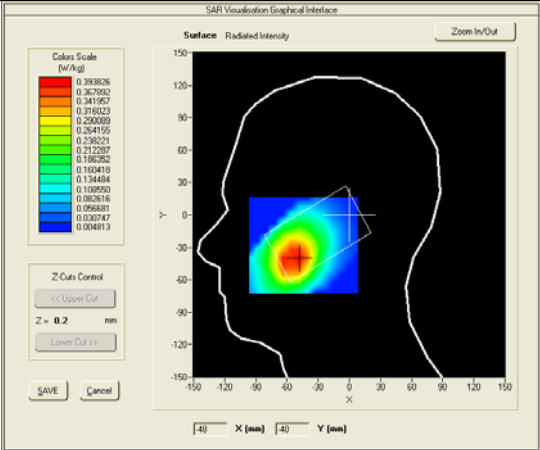 SAR Visualisation Graphical Interface
Surface Radiated Intensity
Zoom In/Out
Colors Scale
(W/kg)
0.393826
0.367892
0.341957
0.316023
0.290089
0.264155
0.238221
0.212287
0.186352
0.160418
0.134484
0.108550
0.082616
0.056681
0.030747
0.004813
Z-Cuts Control
<< Upper Cut
Z = 0.2 mm
Lower Cut >>
SAVE
Cancel
150-
120-
90-
60-
30-
0-
-30-
-60-
-90-
-120-
-150-
Y
-150 -120 -90 -60 -30 0 30 60 90 120 150
X
-48 X (mm) -40 Y (mm)